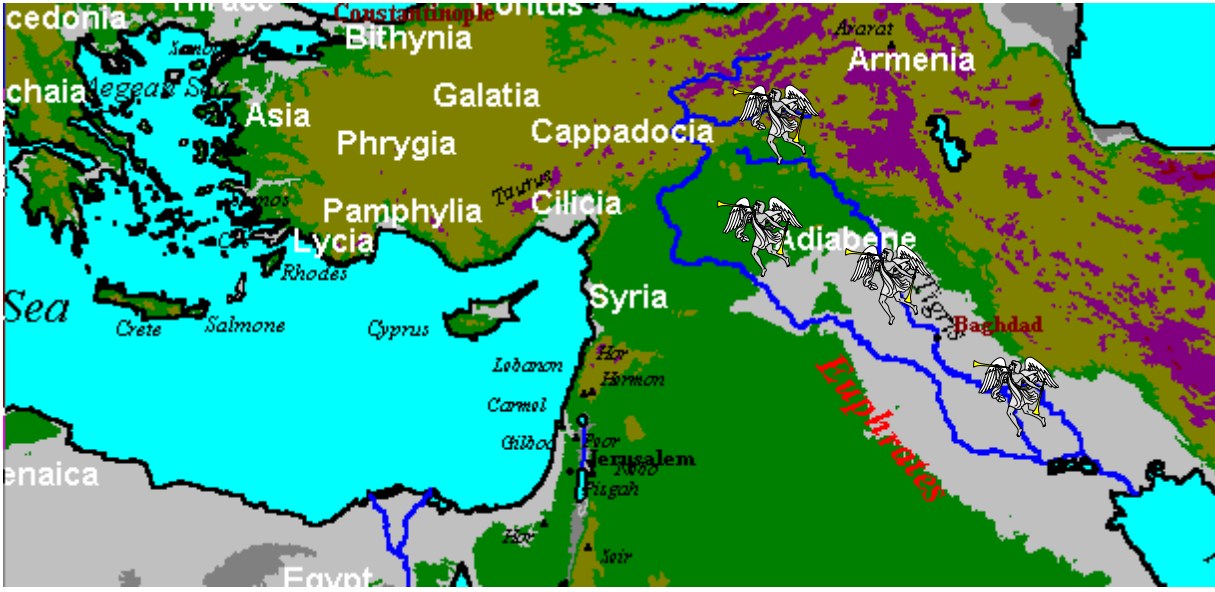 Thrace
Constantinople
Pontus
cedonia
Bithynia
Ararat
Armenia
chaia
Aegean Sea
Galatia
Asia
Cappadocia
Phrygia
Taurus
Pamphylia
Cilicia
Lycia
Adiabene
Rhodes
Sea
Syria
Tigris
Crete
Salmone
Cyprus
Baghdad
Lebanon
Hor
Hermon
Euphrates
Carmel
Gilboa
Peor
Jerusalem
Nebo
enaica
Pisgah
Hor
Seir
Egypt